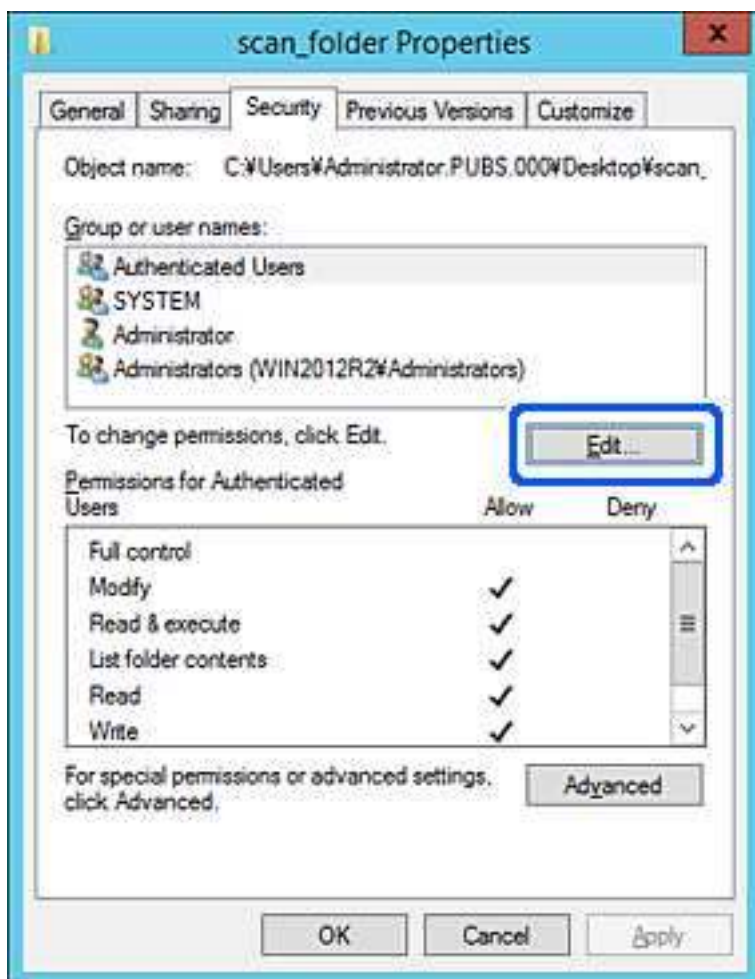 scan_folder Properties
x
General Sharing Security Previous Versions Customize
Object name: C:¥Users¥Administrator.PUBS.000¥Desktop¥scan_
Group or user names:
Authenticated Users
SYSTEM
Administrator
Administrators (WIN2012R2¥Administrators)
To change permissions, click Edit.
Edit...
Permissions for Authenticated
Users Allow Deny
Full control
Modify
Read & execute
List folder contents
Read
Write
For special permissions or advanced settings,
click Advanced.
Advanced
OK Cancel Apply